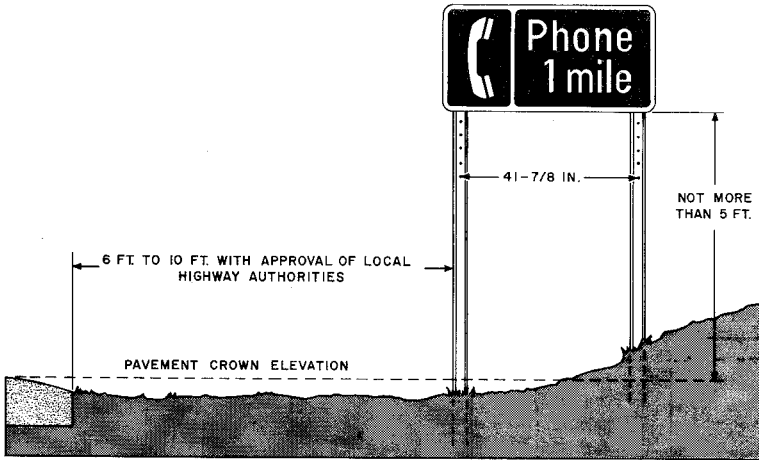 Phone
1 mile
41-7/8 IN.
NOT MORE
THAN 5 FT.
6 FT. TO 10 FT. WITH APPROVAL OF LOCAL
HIGHWAY AUTHORITIES
PAVEMENT CROWN ELEVATION